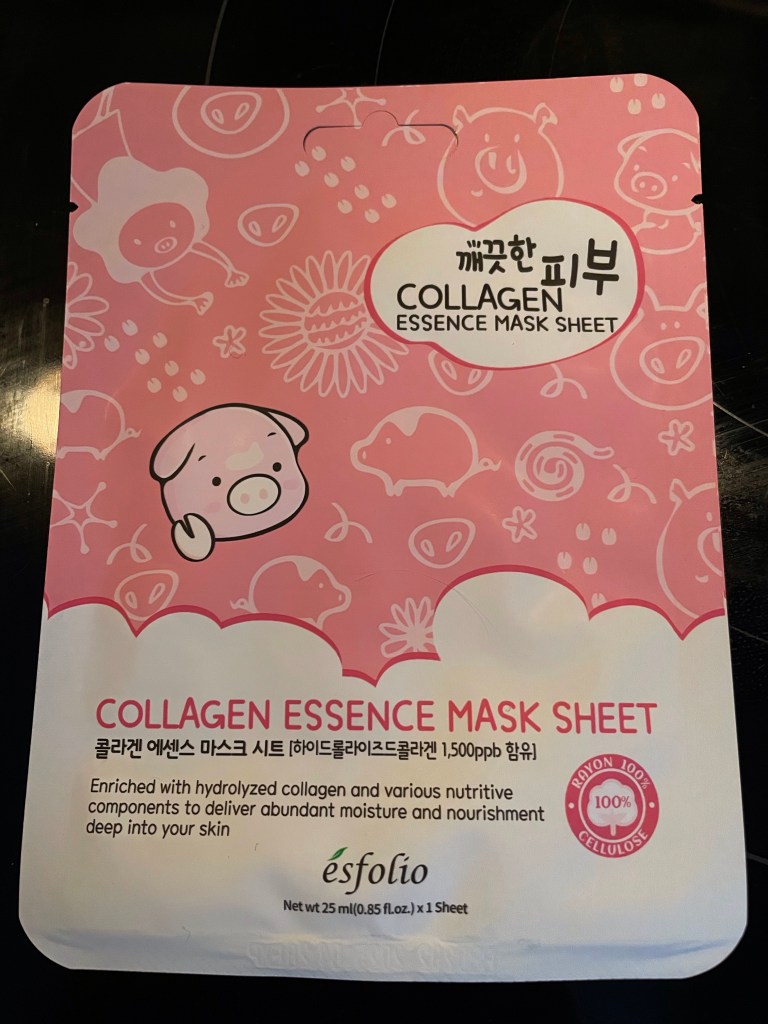 깨끗한 피부
COLLAGEN
ESSENCE MASK SHEET
COLLAGEN ESSENCE MASK SHEET
콜라겐 에센스 마스크 시트 [하이드롤라이즈드콜라겐 1,500ppb 함유]
Enriched with hydrolyzed collagen and various nutritive
components to deliver abundant moisture and nourishment
deep into your skin
RAYON 100%
100%
CELLULOSE
esfolio
Net wt 25 ml(0.85 fl.oz.) x 1 Sheet